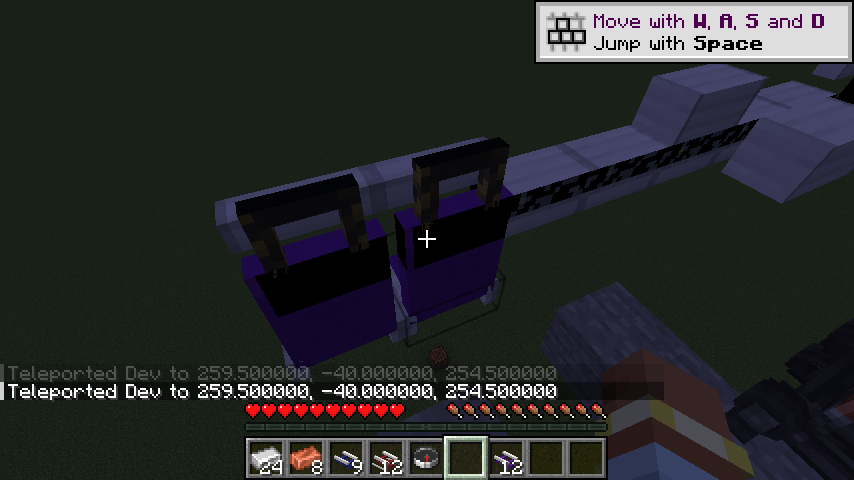 Move with W, A, S and D
Jump with Space
Teleported Dev to 259.500000, -40.000000, 254.500000
Teleported Dev to 259.500000, -40.000000, 254.500000
24 8 9 12 12